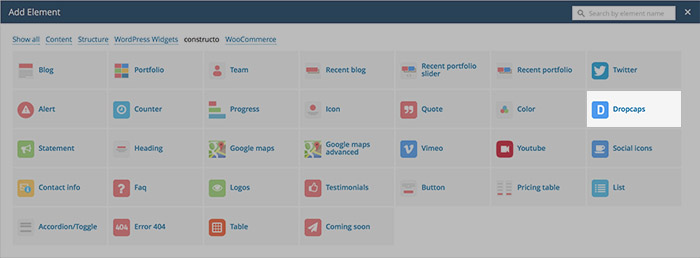 Add Element
Search by element name
Show all Content Structure WordPress Widgets constructo WooCommerce
Blog Portfolio Team Recent blog Recent portfolio slider Recent portfolio Twitter
Alert Counter Progress Icon Quote Color D Dropcaps
Statement Heading Google maps Google maps advanced Vimeo Youtube Social icons
Contact info ? Faq Logos Testimonials Button Pricing table List
Accordion/Toggle 404 Error 404 Table Coming soon